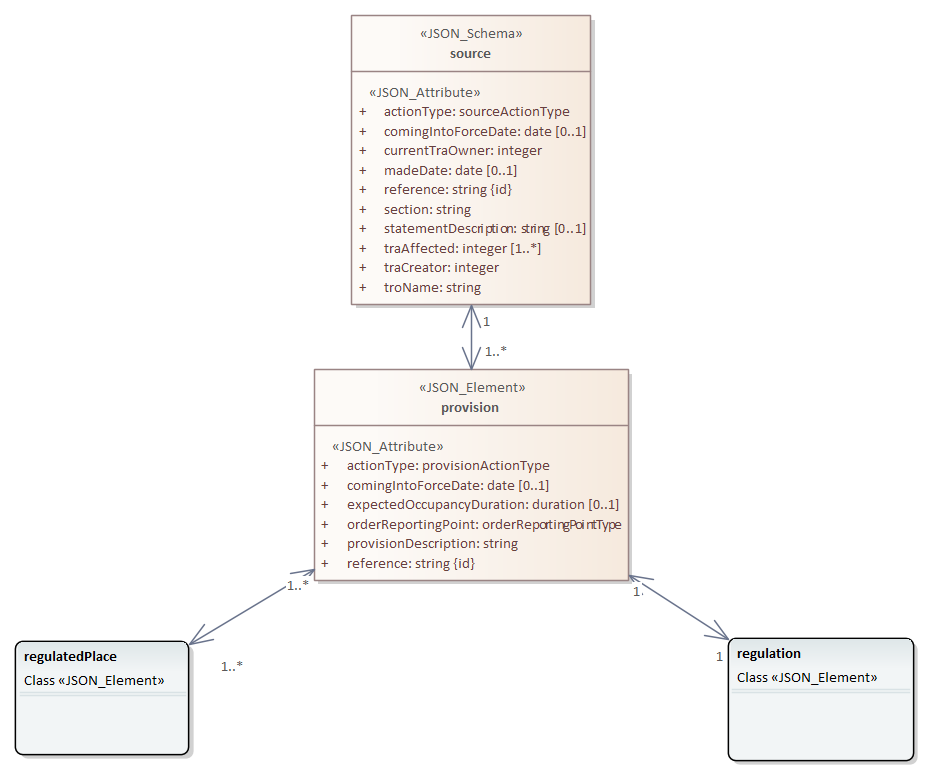 «JSON_Schema»
source
«JSON_Attribute»
+ actionType: sourceActionType
+ comingIntoForceDate: date [0..1]
+ currentTraOwner: integer
+ madeDate: date [0..1]
+ reference: string {id}
+ section: string
+ statementDescription: string [0..1]
+ traAffected: integer [1..*]
+ traCreator: integer
+ troName: string
1
1..*
«JSON_Element»
provision
«JSON_Attribute»
+ actionType: provisionActionType
+ comingIntoForceDate: date [0..1]
+ expectedOccupancyDuration: duration [0..1]
+ orderReportingPoint: orderReportingPointType
+ provisionDescription: string
+ reference: string {id}
1..*
1.
1..*
1
regulatedPlace
Class «JSON_Element»
regulation
Class «JSON_Element»